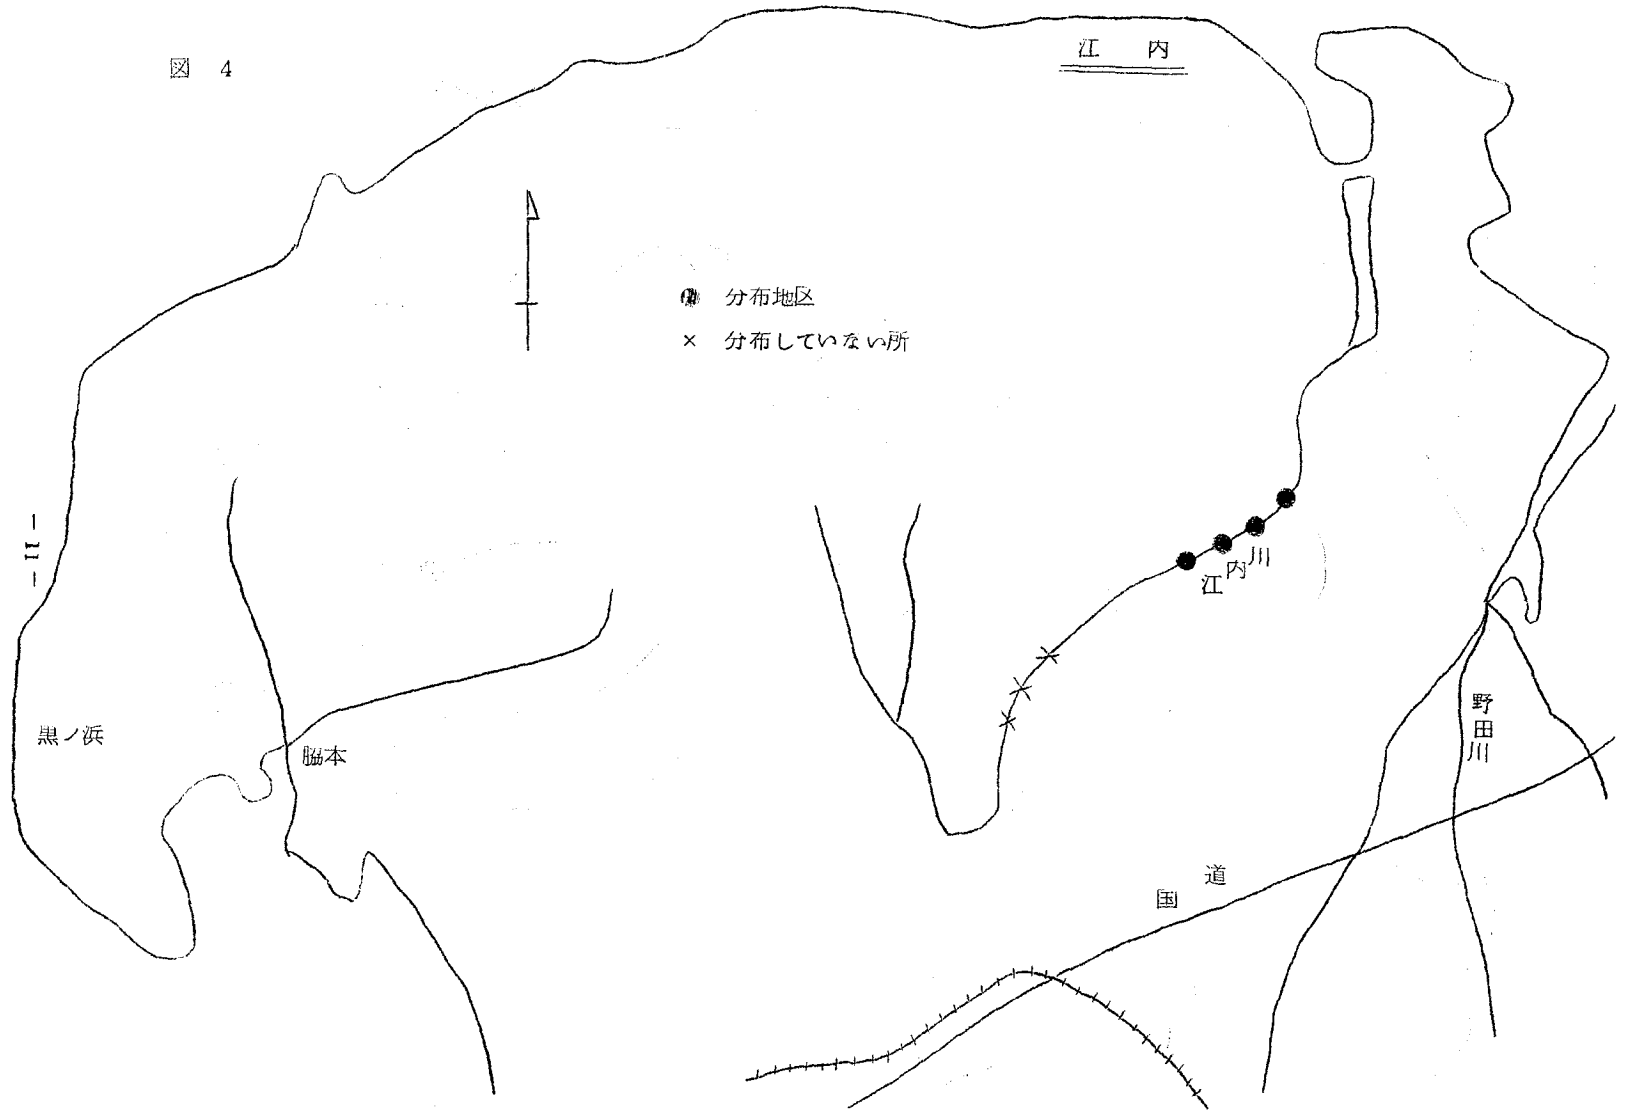 図 4
江 内
分布地区
× 分布していない所
江内川
野田川
黒ノ浜
脇本
国道
— 11 —